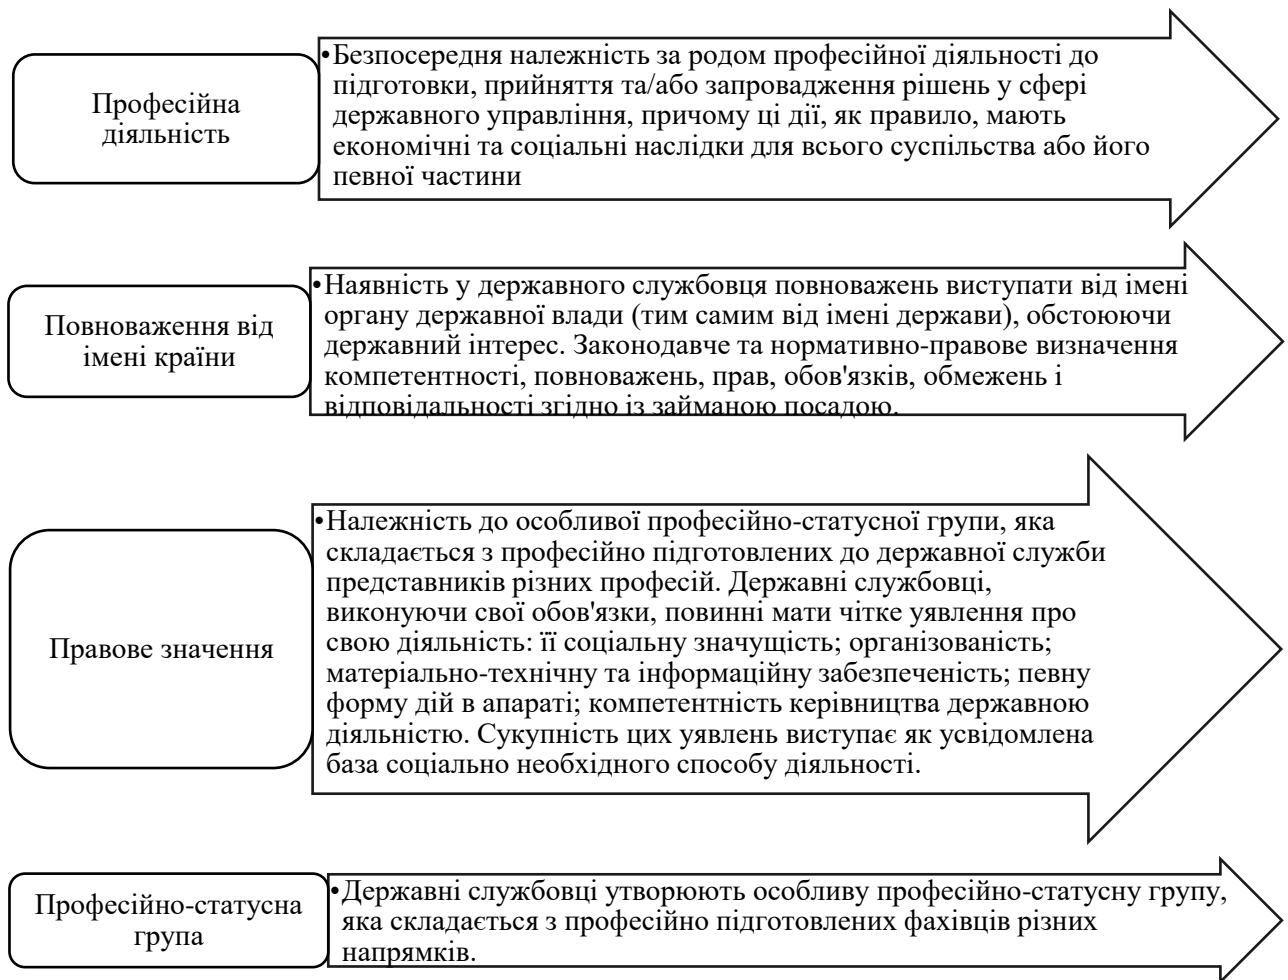 Професійна
діяльність
•Безпосередня належність за родом професійної діяльності до
підготовки, прийняття та/або запровадження рішень у сфері
державного управління, причому ці дії, як правило, мають
економічні та соціальні наслідки для всього суспільства або його
певної частини
Повноваження від
імені країни
•Наявність у державного службовця повноважень виступати від імені
органу державної влади (тим самим від імені держави), обстоюючи
державний інтерес. Законодавче та нормативно-правове визначення
компетентності, повноважень, прав, обов'язків, обмежень і
відповідальності згідно із займаною посадою.
Правове значення
•Належність до особливої професійно-статусної групи, яка
складається з професійно підготовлених до державної служби
представників різних професій. Державні службовці,
виконуючи свої обов'язки, повинні мати чітке уявлення про
свою діяльність: її соціальну значущість; організованість;
матеріально-технічну та інформаційну забезпеченість; певну
форму дій в апараті; компетентність керівництва державною
діяльністю. Сукупність цих уявлень виступає як усвідомлена
база соціально необхідного способу діяльності.
Професійно-статусна
група
•Державні службовці утворюють особливу професійно-статусну групу,
яка складається з професійно підготовлених фахівців різних
напрямків.